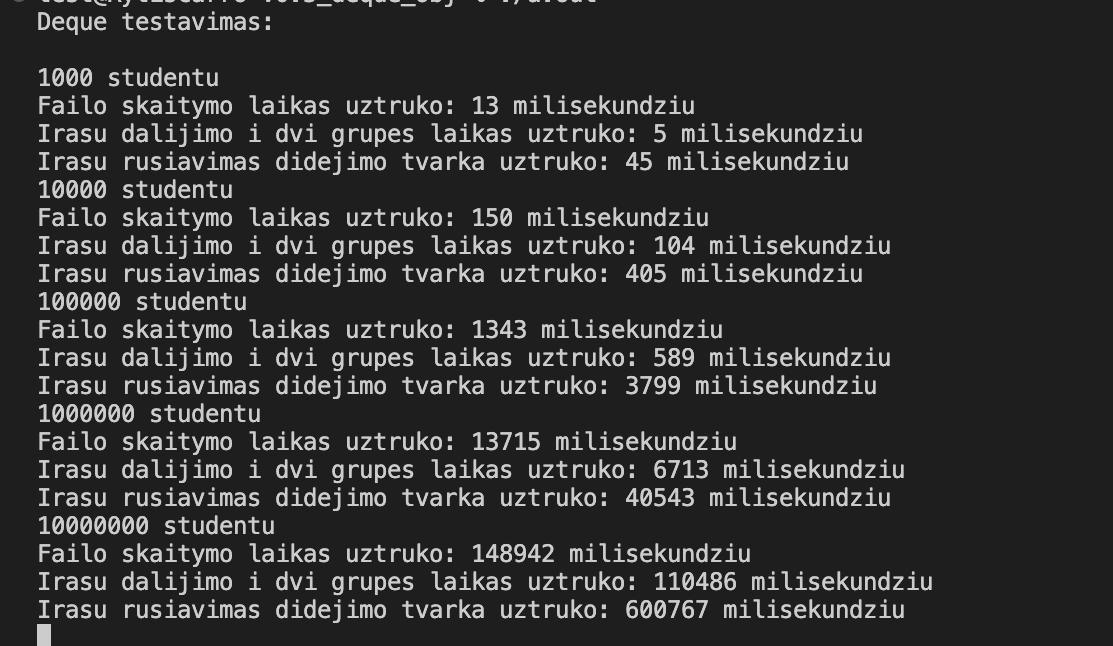 Deque testavimas:
1000 studentu
Failo skaitymo laikas uztruko: 13 milisekundziu
Irasu dalijimo i dvi grupes laikas uztruko: 5 milisekundziu
Irasu rusiavimas didejimo tvarka uztruko: 45 milisekundziu
10000 studentu
Failo skaitymo laikas uztruko: 150 milisekundziu
Irasu dalijimo i dvi grupes laikas uztruko: 104 milisekundziu
Irasu rusiavimas didejimo tvarka uztruko: 405 milisekundziu
100000 studentu
Failo skaitymo laikas uztruko: 1343 milisekundziu
Irasu dalijimo i dvi grupes laikas uztruko: 589 milisekundziu
Irasu rusiavimas didejimo tvarka uztruko: 3799 milisekundziu
1000000 studentu
Failo skaitymo laikas uztruko: 13715 milisekundziu
Irasu dalijimo i dvi grupes laikas uztruko: 6713 milisekundziu
Irasu rusiavimas didejimo tvarka uztruko: 40543 milisekundziu
10000000 studentu
Failo skaitymo laikas uztruko: 148942 milisekundziu
Irasu dalijimo i dvi grupes laikas uztruko: 110486 milisekundziu
Irasu rusiavimas didejimo tvarka uztruko: 600767 milisekundziu